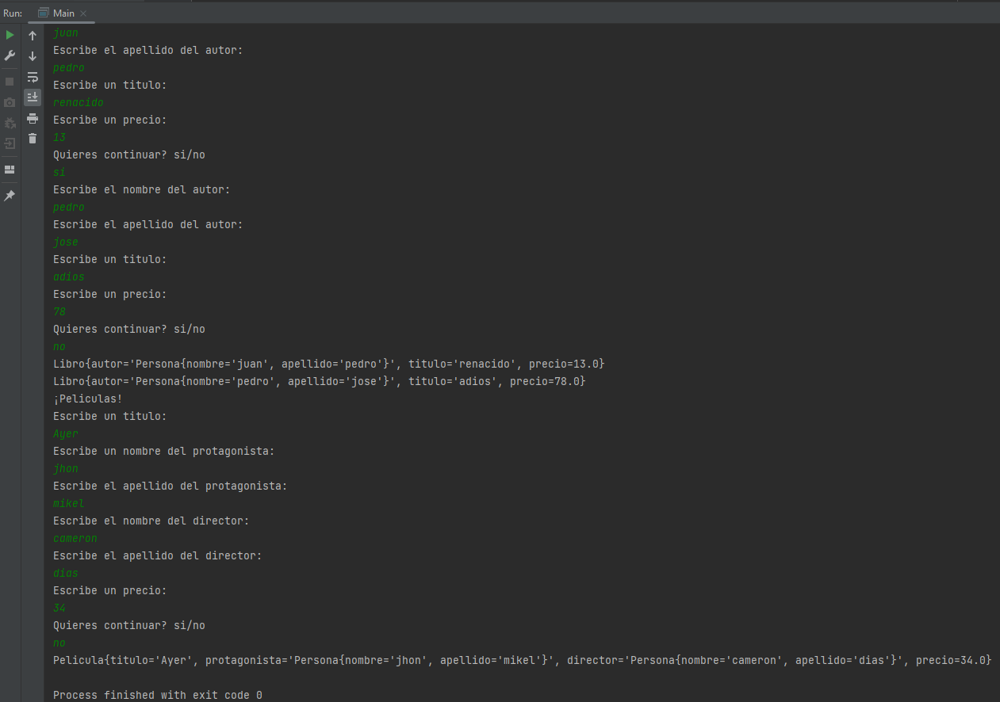 Run: Main
juan
Escribe el apellido del autor:
pedro
Escribe un titulo:
renacido
Escribe un precio:
13
Quieres continuar? si/no
si
Escribe el nombre del autor:
pedro
Escribe el apellido del autor:
jose
Escribe un titulo:
adios
Escribe un precio:
78
Quieres continuar? si/no
no
Libro{autor='Persona{nombre='juan', apellido='pedro'}', titulo='renacido', precio=13.0}
Libro{autor='Persona{nombre='pedro', apellido='jose'}', titulo='adios', precio=78.0}
¡Peliculas!
Escribe un titulo:
Ayer
Escribe un nombre del protagonista:
jhon
Escribe el apellido del protagonista:
mikel
Escribe el nombre del director:
cameron
Escribe el apellido del director:
dias
Escribe un precio:
34
Quieres continuar? si/no
no
Pelicula{titulo='Ayer', protagonista='Persona{nombre='jhon', apellido='mikel'}', director='Persona{nombre='cameron', apellido='dias'}', precio=34.0}
Process finished with exit code 0